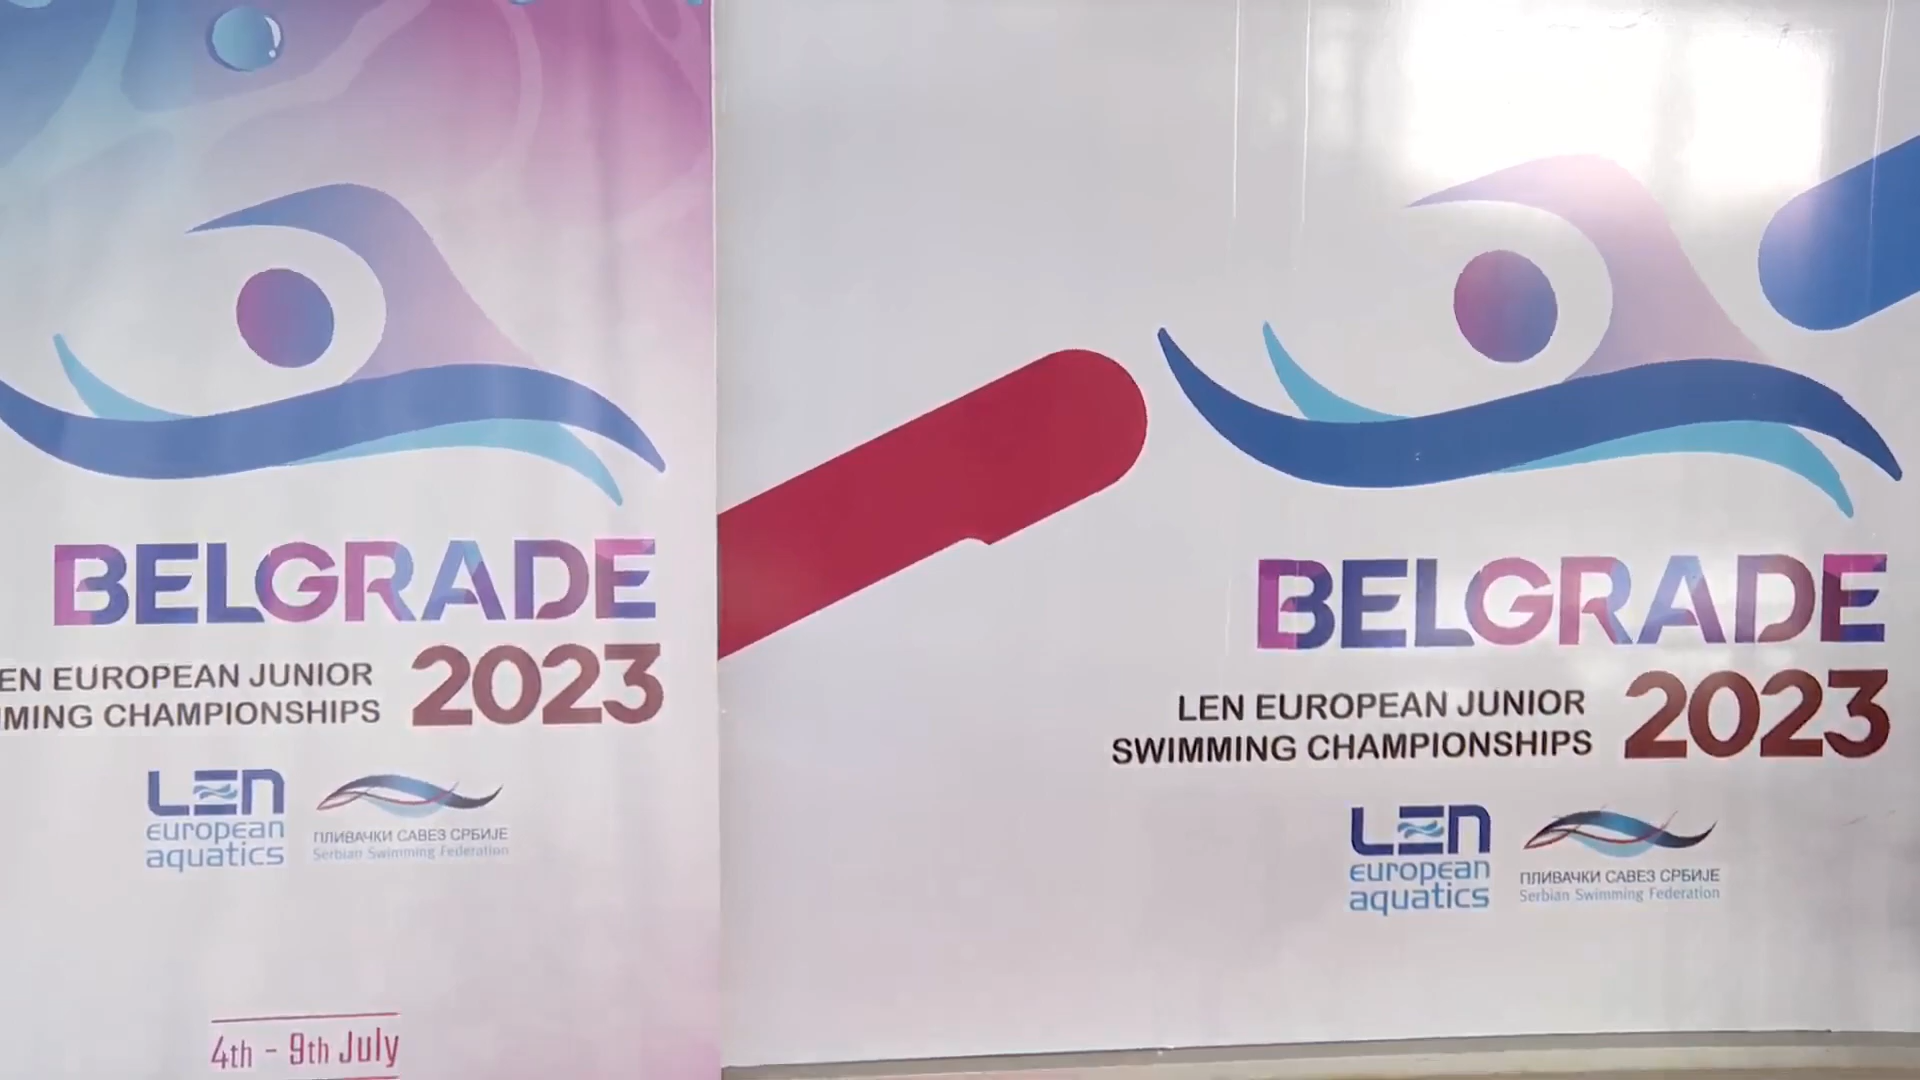 BELGRADE
EN EUROPEAN JUNIOR
MING CHAMPIONSHIPS
2023
LEN
european
aquatics
ПЛИВАЧКИ САВЕЗ СРБИЈЕ
Serbian Swimming Federation
4th - 9th July
BELGRADE
LEN EUROPEAN JUNIOR
SWIMMING CHAMPIONSHIPS
2023
LEN
european
aquatics
ПЛИВАЧКИ САВЕЗ СРБИЈЕ
Serbian Swimming Federation